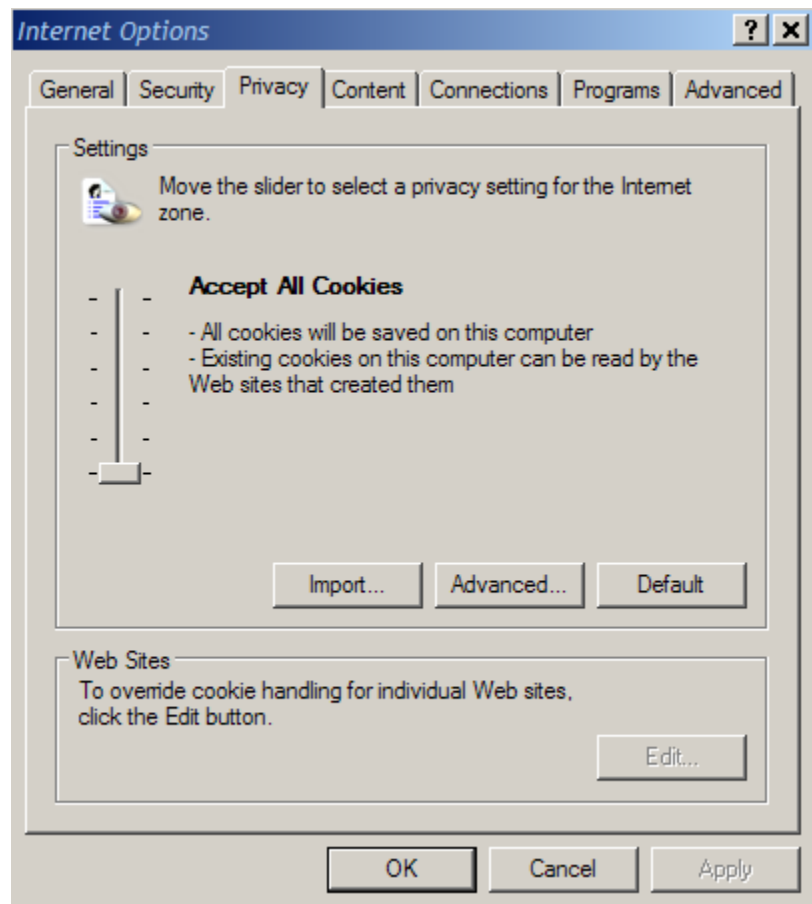 Internet Options
General Security Privacy Content Connections Programs Advanced
Settings
Move the slider to select a privacy setting for the Internet
zone.
Accept All Cookies
- All cookies will be saved on this computer
- Existing cookies on this computer can be read by the
Web sites that created them
Import... Advanced... Default
Web Sites
To override cookie handling for individual Web sites,
click the Edit button.
Edit...
OK Cancel Apply